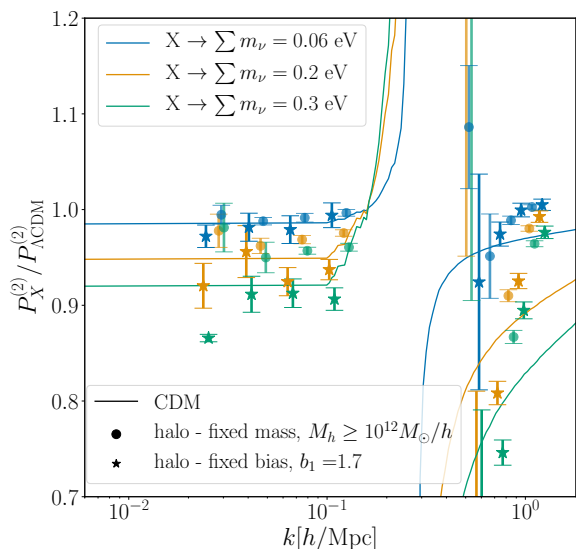 1.2
1.1
1.0
0.9
0.8
0.7
P_X^{(2)}/P_{ΛCDM}^{(2)}
X → ∑ m_ν = 0.06 eV
X → ∑ m_ν = 0.2 eV
X → ∑ m_ν = 0.3 eV
CDM
halo - fixed mass, M_h ≥ 10^{12} M_⊙/h
halo - fixed bias, b_1 =1.7
10^{−2} 10^{−1} 10^{0}
k[h/Mpc]